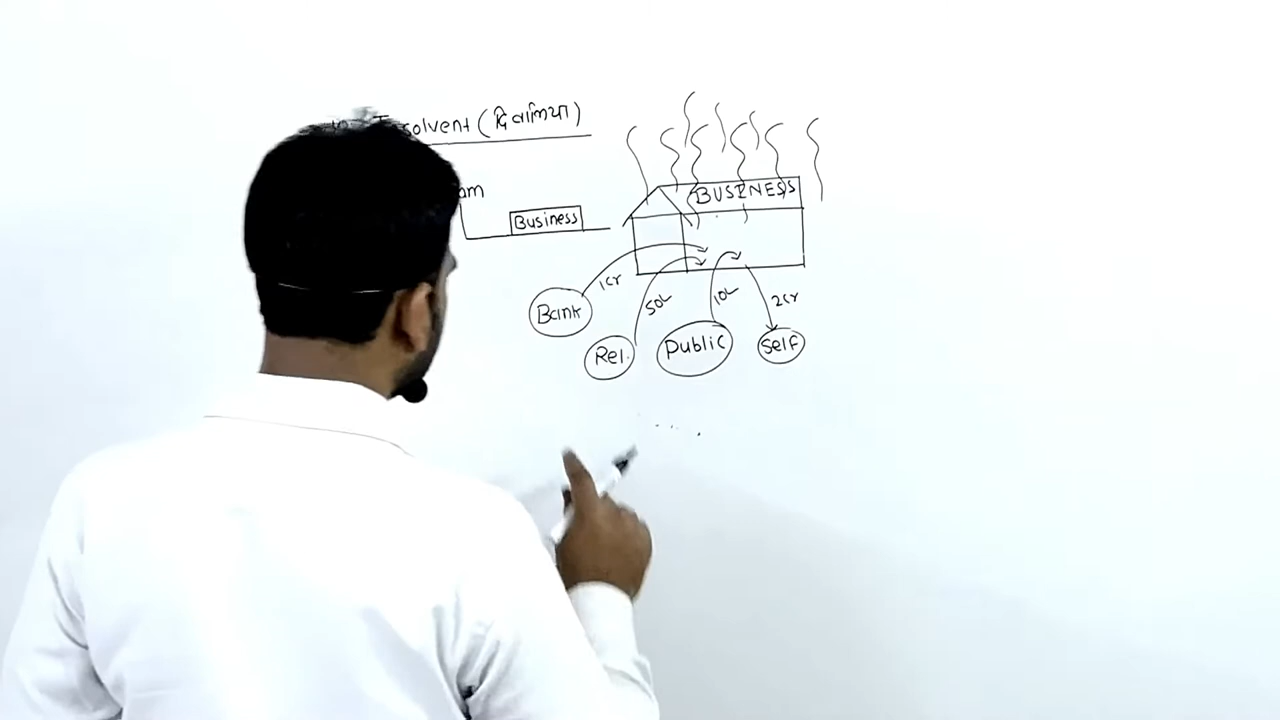 solvent (दिवालिया)
am
BUSINESS
Business
1cr
50L
10L
2cr
Bank
Rel.
Public
Self